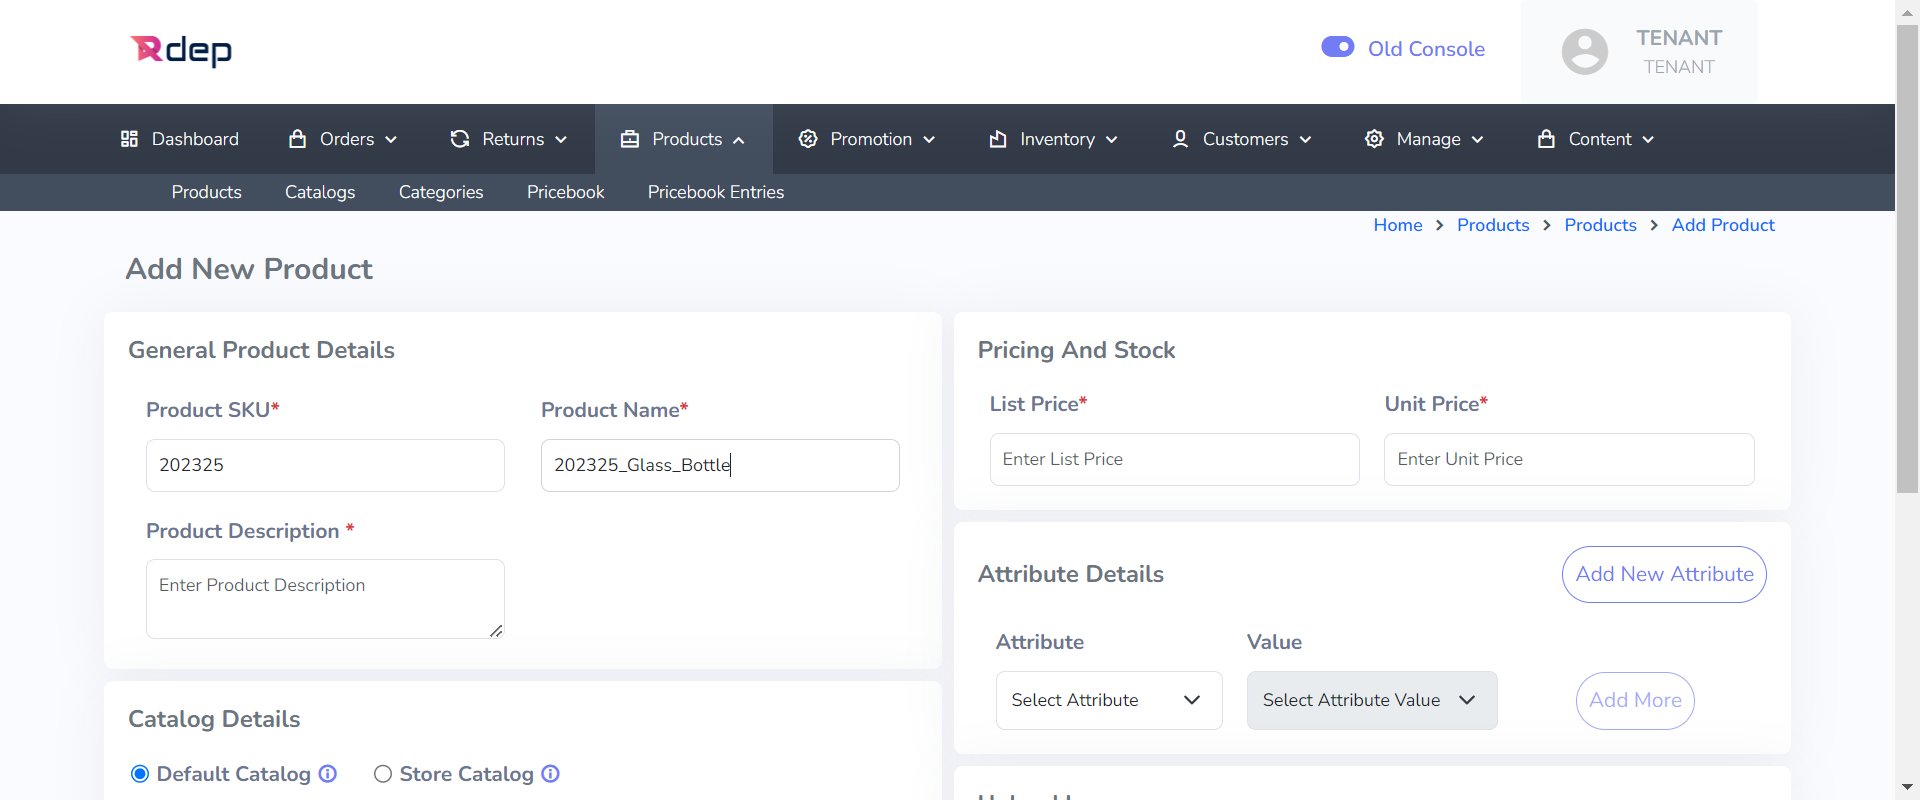 Rdep
Old Console
TENANT
TENANT
Dashboard Orders Returns Products Promotion Inventory Customers Manage Content
Products Catalogs Categories Pricebook Pricebook Entries
Home > Products > Products > Add Product
Add New Product
General Product Details
Product SKU* Product Name*
202325 202325_Glass_Bottle
Product Description *
Enter Product Description
Catalog Details
Default Catalog Store Catalog
Pricing And Stock
List Price* Unit Price*
Enter List Price Enter Unit Price
Attribute Details Add New Attribute
Attribute Value
Select Attribute Select Attribute Value Add More